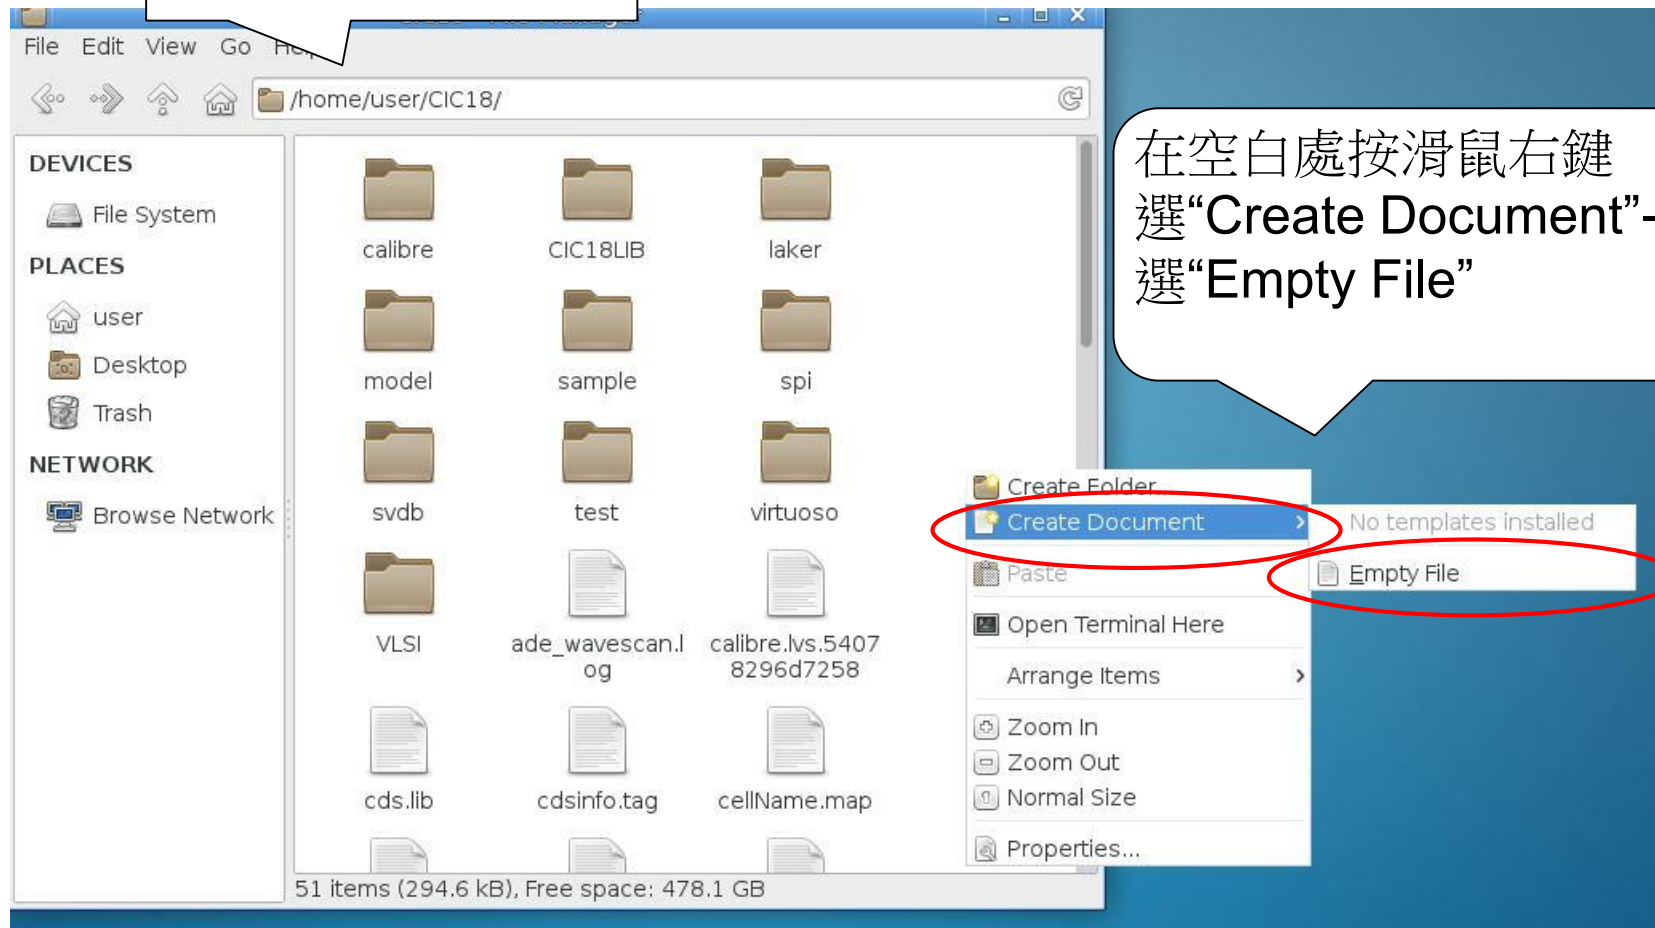 File Edit View Go
/home/user/CIC18/
DEVICES
File System
PLACES
user
Desktop
Trash
NETWORK
Browse Network
calibre CIC18LIB laker
model sample spi
svdb test virtuoso
VLSI ade_wavescan.l calibre.lvs.5407
og 8296d7258
cds.lib cdsinfo.tag cellName.map
51 items (294.6 kB), Free space: 478.1 GB
在空白處按滑鼠右鍵
選“Create Document”-
選“Empty File”
Create Folder...
Create Document
Paste
Open Terminal Here
Arrange Items
Zoom In
Zoom Out
Normal Size
Properties...
No templates installed
Empty File